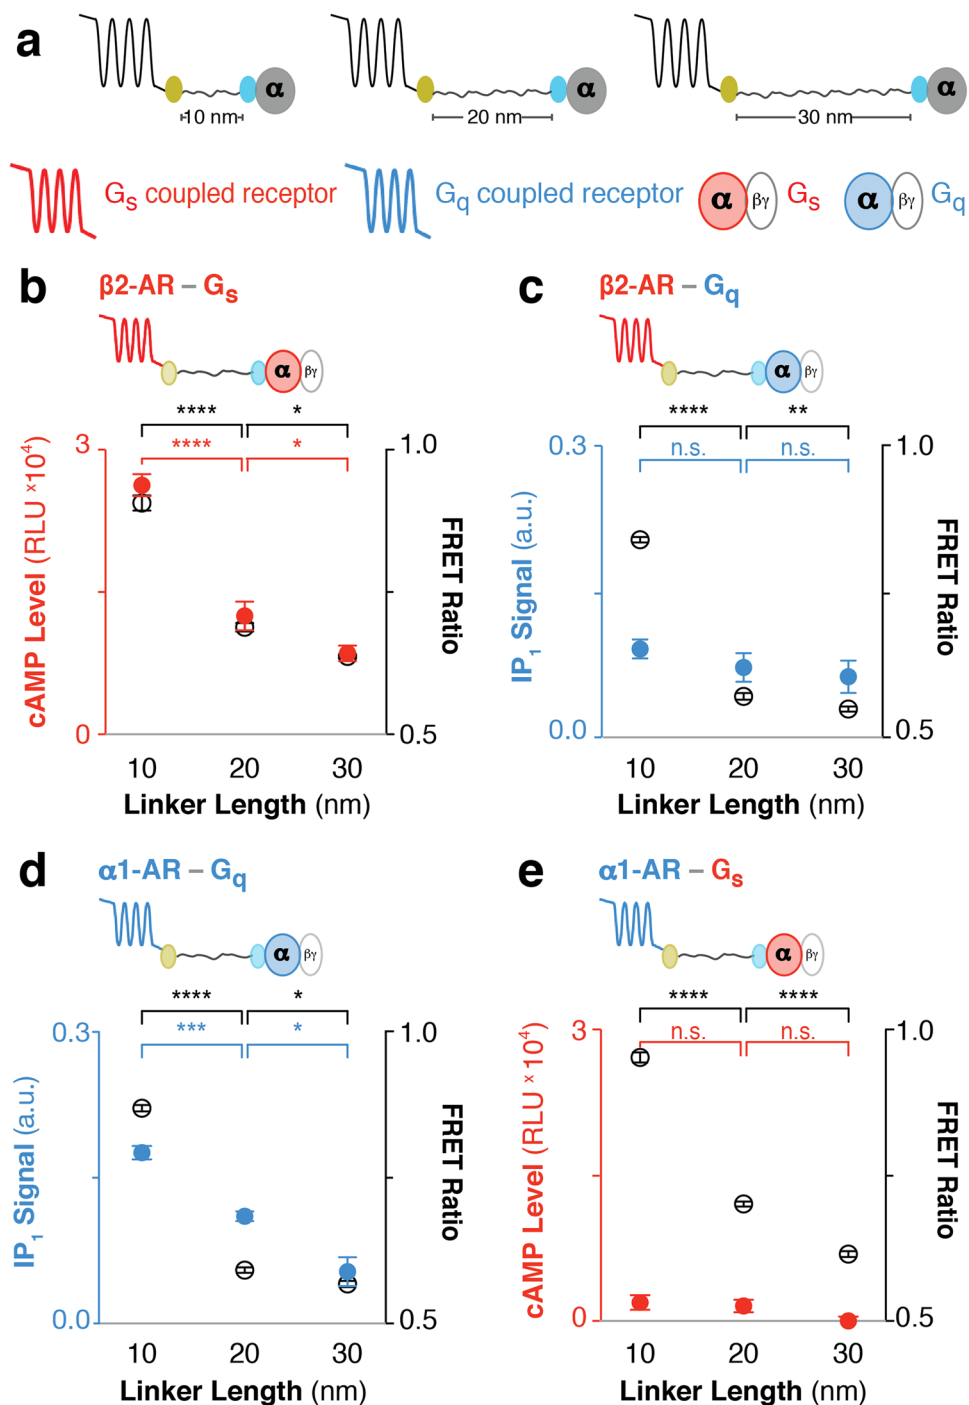 a
α
α
α
10 nm
20 nm
30 nm
Gs coupled receptor
Gq coupled receptor
α βγ Gs
α βγ Gq
b
β2-AR – Gs
α βγ
**** *
**** *
3
0
cAMP Level (RLU ×10⁴)
1.0
0.5
FRET Ratio
10 20 30
Linker Length (nm)
c
β2-AR – Gq
α βγ
**** **
n.s. n.s.
0.3
0.0
IP₁ Signal (a.u.)
1.0
0.5
FRET Ratio
10 20 30
Linker Length (nm)
d
α1-AR – Gq
α βγ
**** *
*** *
0.3
0.0
IP₁ Signal (a.u.)
1.0
0.5
FRET Ratio
10 20 30
Linker Length (nm)
e
α1-AR – Gs
α βγ
**** ****
n.s. n.s.
3
0
cAMP Level (RLU ×10⁴)
1.0
0.5
FRET Ratio
10 20 30
Linker Length (nm)